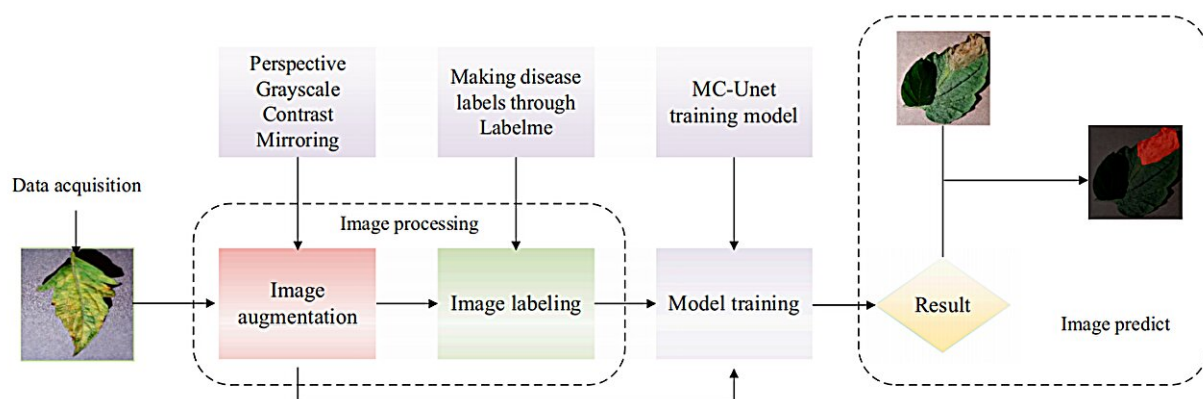 Perspective
Grayscale
Contrast
Mirroring
Making disease
labels through
Labelme
MC-Unet
training model
Data acquisition
Image processing
Image
augmentation
Image labeling
Model training
Result
Image predict